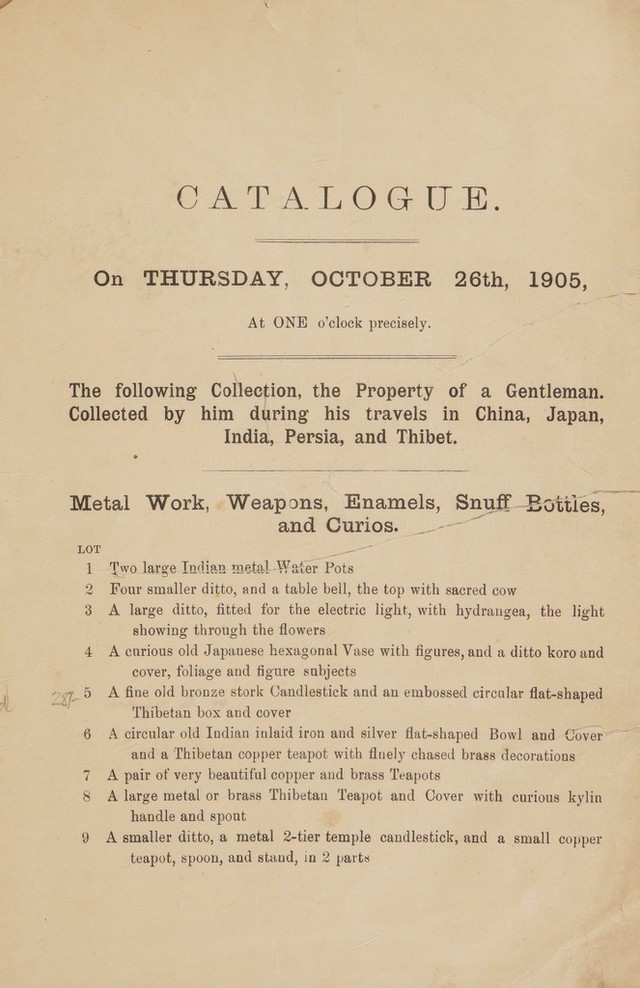 CATALOGUE.
On THURSDAY, OCTOBER 26th, 1905,
At ONE o'clock precisely.
The following Collection, the Property of a Gentleman.
Collected by him during his travels in China, Japan,
India, Persia, and Thibet.
Metal Work, Weapons, Enamels, Snuff Bottles,
and Curios.
LOT
1 Two large Indian metal Water Pots
2 Four smaller ditto, and a table bell, the top with sacred cow
3 A large ditto, fitted for the electric light, with hydrangea, the light
showing through the flowers
4 A curious old Japanese hexagonal Vase with figures, and a ditto koro and
cover, foliage and figure subjects
5 A fine old bronze stork Candlestick and an embossed circular flat-shaped
Thibetan box and cover
6 A circular old Indian inlaid iron and silver flat-shaped Bowl and Cover
and a Thibetan copper teapot with finely chased brass decorations
7 A pair of very beautiful copper and brass Teapots
8 A large metal or brass Thibetan Teapot and Cover with curious kylin
handle and spout
9 A smaller ditto, a metal 2-tier temple candlestick, and a small copper
teapot, spoon, and stand, in 2 parts